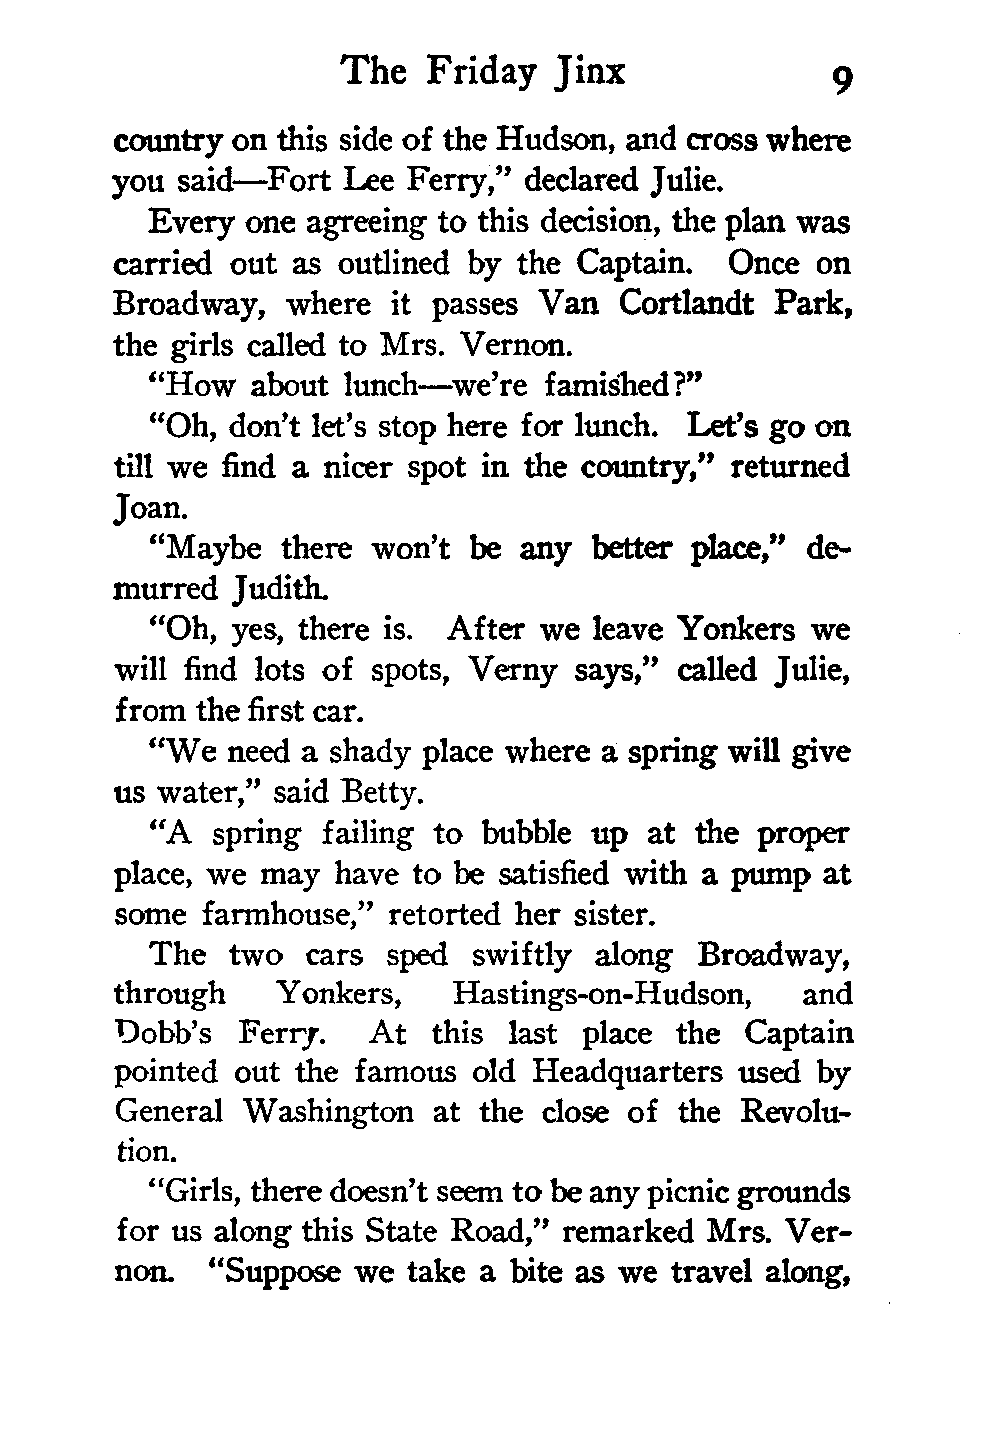 The Friday Jinx 9
country on this side of the Hudson, and cross where
you said—Fort Lee Ferry,” declared Julie.
Every one agreeing to this decision, the plan was
carried out as outlined by the Captain. Once on
Broadway, where it passes Van Cortlandt Park,
the girls called to Mrs. Vernon.
“How about lunch—we’re famished?”
“Oh, don’t let’s stop here for lunch. Let’s go on
till we find a nicer spot in the country,” returned
Joan.
“Maybe there won’t be any better place,” de-
murred Judith.
“Oh, yes, there is. After we leave Yonkers we
will find lots of spots, Verny says,” called Julie,
from the first car.
“We need a shady place where a spring will give
us water,” said Betty.
“A spring failing to bubble up at the proper
place, we may have to be satisfied with a pump at
some farmhouse,” retorted her sister.
The two cars sped swiftly along Broadway,
through Yonkers, Hastings-on-Hudson, and
Dobb’s Ferry. At this last place the Captain
pointed out the famous old Headquarters used by
General Washington at the close of the Revolu-
tion.
“Girls, there doesn’t seem to be any picnic grounds
for us along this State Road,” remarked Mrs. Ver-
non. “Suppose we take a bite as we travel along,